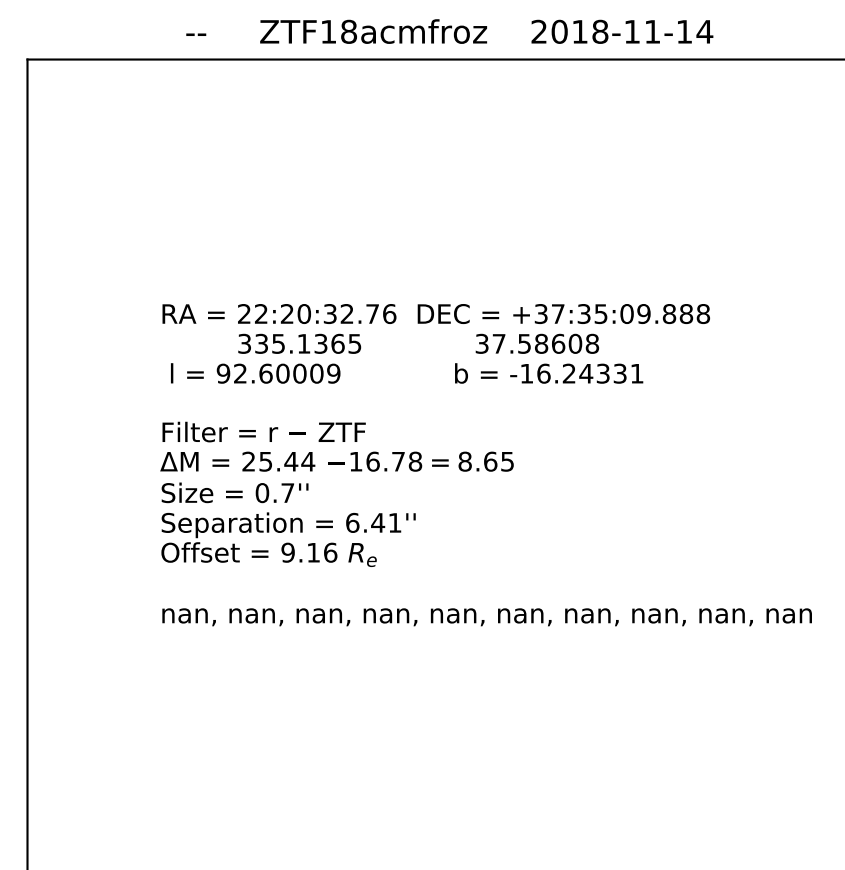 -- ZTF18acmfroz 2018-11-14
RA = 22:20:32.76 DEC = +37:35:09.888
335.1365 37.58608
l = 92.60009 b = -16.24331
Filter = r − ZTF
ΔM = 25.44 −16.78 = 8.65
Size = 0.7''
Separation = 6.41''
Offset = 9.16 Re
nan, nan, nan, nan, nan, nan, nan, nan, nan, nan